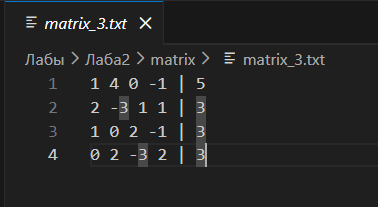 matrix_3.txt
Лабы > Лаба2 > matrix > matrix_3.txt
1 1 4 0 -1 | 5
2 2 -3 1 1 | 3
3 1 0 2 -1 | 3
4 0 2 -3 2 | 3